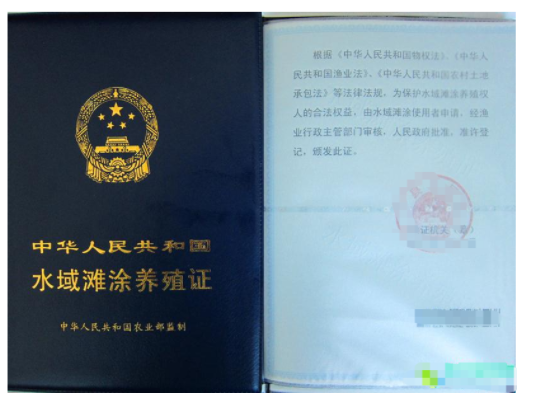 中华人民共和国
水域滩涂养殖证
中华人民共和国农业部监制
根据《中华人民共和国物权法》、《中华人
民共和国渔业法》、《中华人民共和国农村土地
承包法》等法律法规，为保护水域滩涂养殖权
人的合法权益，由水域滩涂使用者申请，经渔
业行政主管部门审核，人民政府批准，准许登
记，颁发此证。
证机关（章）